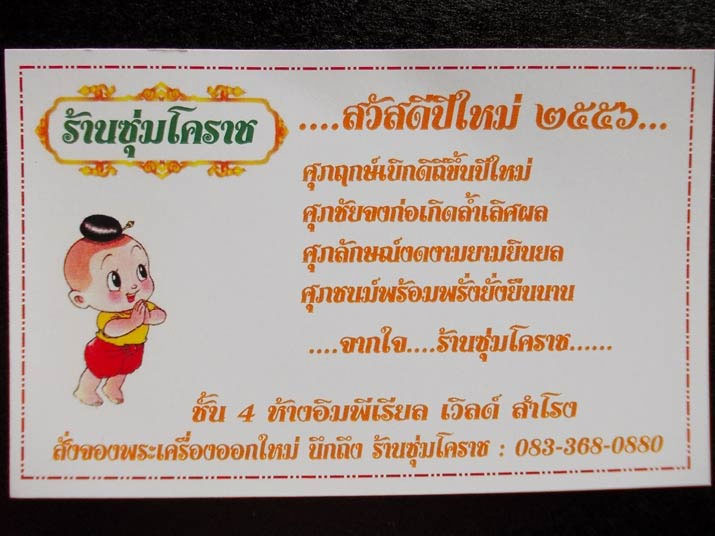 ร้านซุ่มโคราช
....สวัสดีปีใหม่ ๒๕๕๖...
ศุภฤกษ์เบิกดิถีขึ้นปีใหม่
ศุภชัยจงก่อเกิดล้ำเลิศผล
ศุภลักษณ์งดงามยามยินยล
ศุภชนม์พร้อมพรั่งยั่งยืนนาน
....จากใจ....ร้านซุ่มโคราช......
ชั้น 4 ห้างอิมพีเรียล เวิลด์ สำโรง
สั่งจองพระเครื่องออกใหม่ นึกถึง ร้านซุ่มโคราช : 083-368-0880